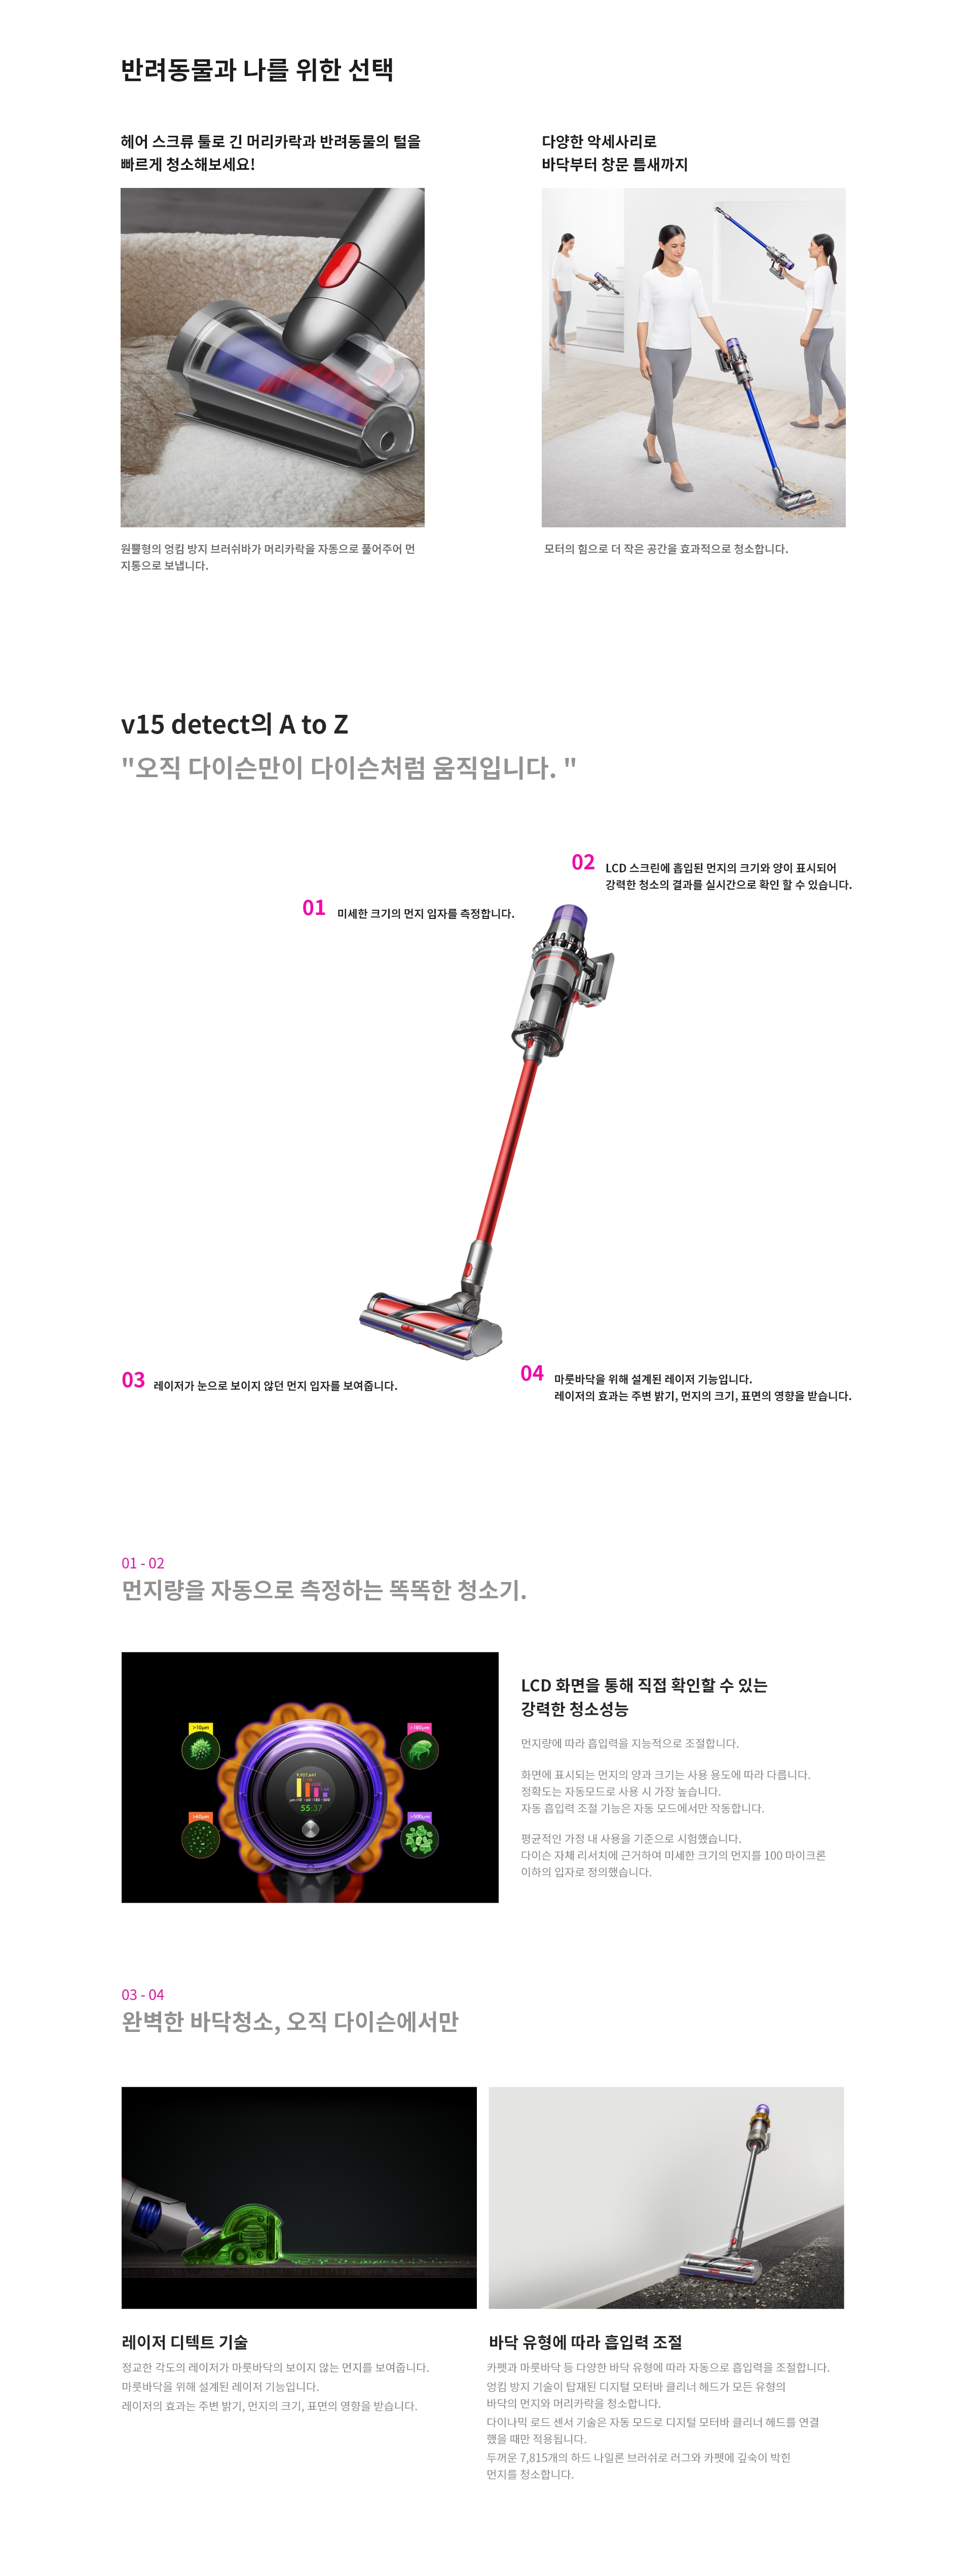 반려동물과 나를 위한 선택
헤어 스크류 툴로 긴 머리카락과 반려동물의 털을
빠르게 청소해보세요!
다양한 악세사리로
바닥부터 창문 틈새까지
원뿔형의 엉킴 방지 브러쉬바가 머리카락을 자동으로 풀어주어 먼
지통으로 보냅니다.
모터의 힘으로 더 작은 공간을 효과적으로 청소합니다.
v15 detect의 A to Z
"오직 다이슨만이 다이슨처럼 움직입니다. "
02
LCD 스크린에 흡입된 먼지의 크기와 양이 표시되어
강력한 청소의 결과를 실시간으로 확인 할 수 있습니다.
01
미세한 크기의 먼지 입자를 측정합니다.
03
레이저가 눈으로 보이지 않던 먼지 입자를 보여줍니다.
04
마룻바닥을 위해 설계된 레이저 기능입니다.
레이저의 효과는 주변 밝기, 먼지의 크기, 표면의 영향을 받습니다.
01 - 02
먼지량을 자동으로 측정하는 똑똑한 청소기.
>10μm
>180μm
>60μm
>500μm
55:37
LCD 화면을 통해 직접 확인할 수 있는
강력한 청소성능
먼지량에 따라 흡입력을 지능적으로 조절합니다.
화면에 표시되는 먼지의 양과 크기는 사용 용도에 따라 다릅니다.
정확도는 자동모드로 사용 시 가장 높습니다.
자동 흡입력 조절 기능은 자동 모드에서만 작동합니다.
평균적인 가정 내 사용을 기준으로 시험했습니다.
다이슨 자체 리서치에 근거하여 미세한 크기의 먼지를 100 마이크론
이하의 입자로 정의했습니다.
03 - 04
완벽한 바닥청소, 오직 다이슨에서만
레이저 디텍트 기술
정교한 각도의 레이저가 마룻바닥의 보이지 않는 먼지를 보여줍니다.
마룻바닥을 위해 설계된 레이저 기능입니다.
레이저의 효과는 주변 밝기, 먼지의 크기, 표면의 영향을 받습니다.
바닥 유형에 따라 흡입력 조절
카펫과 마룻바닥 등 다양한 바닥 유형에 따라 자동으로 흡입력을 조절합니다.
엉킴 방지 기술이 탑재된 디지털 모터바 클리너 헤드가 모든 유형의
바닥의 먼지와 머리카락을 청소합니다.
다이나믹 로드 센서 기술은 자동 모드로 디지털 모터바 클리너 헤드를 연결
했을 때만 적용됩니다.
두꺼운 7,815개의 하드 나일론 브러쉬로 러그와 카펫에 깊숙이 박힌
먼지를 청소합니다.